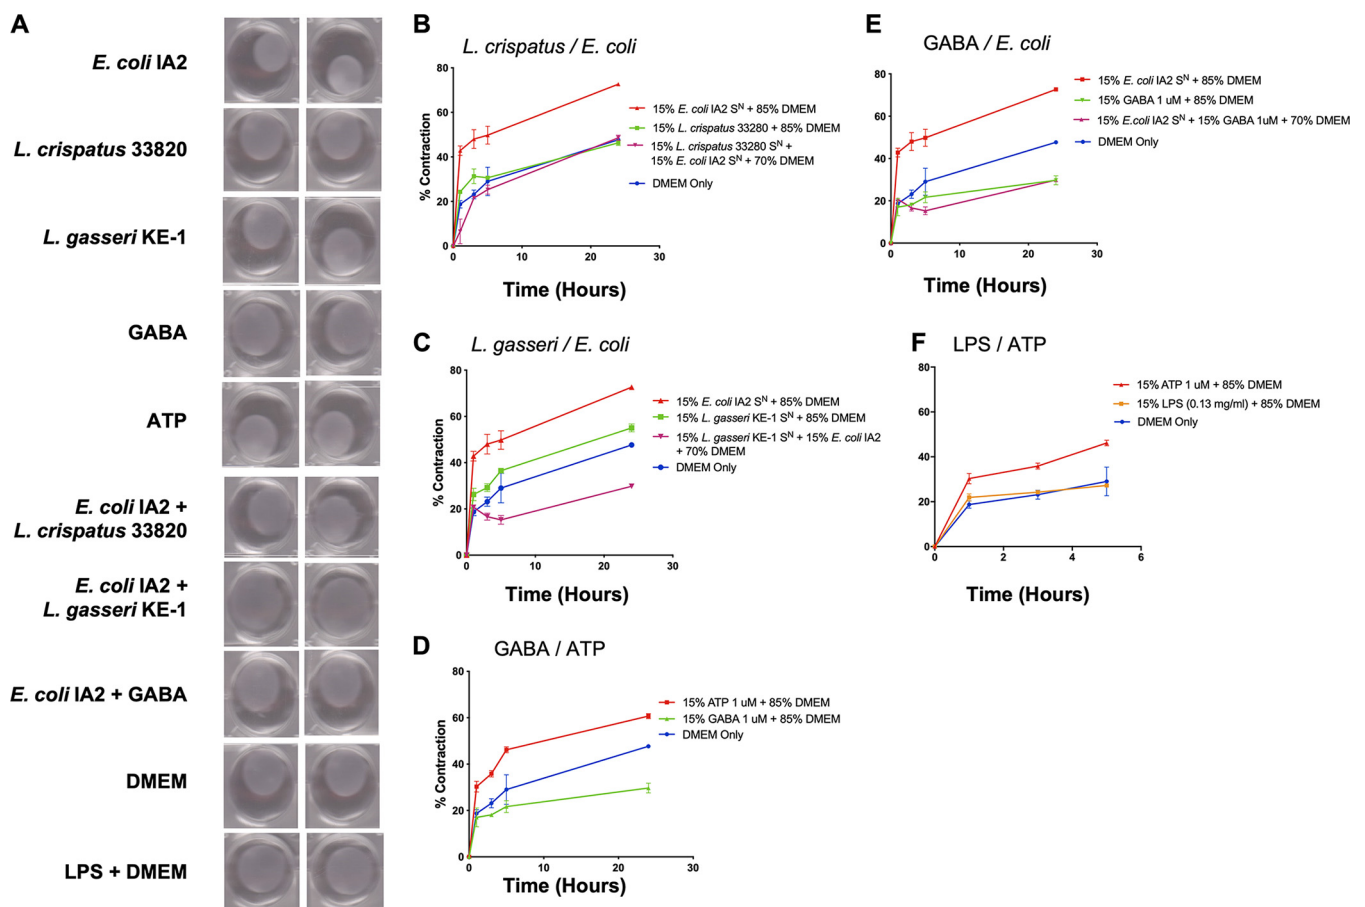 A
E. coli IA2
L. crispatus 33820
L. gasseri KE-1
GABA
ATP
E. coli IA2 +
L. crispatus 33820
E. coli IA2 +
L. gasseri KE-1
E. coli IA2 + GABA
DMEM
LPS + DMEM
B
L. crispatus / E. coli
80
60
40
20
0
% Contraction
0 10 20 30
Time (Hours)
15% E. coli IA2 Sᴺ + 85% DMEM
15% L. crispatus 33280 + 85% DMEM
15% L. crispatus 33280 Sᴺ +
15% E. coli IA2 Sᴺ + 70% DMEM
DMEM Only
C
L. gasseri / E. coli
80
60
40
20
0
% Contraction
0 10 20 30
Time (Hours)
15% E. coli IA2 Sᴺ + 85% DMEM
15% L. gasseri KE-1 Sᴺ + 85% DMEM
15% L. gasseri KE-1 Sᴺ + 15% E. coli IA2
+ 70% DMEM
DMEM Only
D
GABA / ATP
80
60
40
20
0
% Contraction
0 10 20 30
Time (Hours)
15% ATP 1 uM + 85% DMEM
15% GABA 1 uM + 85% DMEM
DMEM Only
E
GABA / E. coli
80
60
40
20
0
0 10 20 30
Time (Hours)
15% E. coli IA2 Sᴺ + 85% DMEM
15% GABA 1 uM + 85% DMEM
15% E.coli IA2 Sᴺ + 15% GABA 1uM + 70% DMEM
DMEM Only
F
LPS / ATP
80
60
40
20
0
0 2 4 6
Time (Hours)
15% ATP 1 uM + 85% DMEM
15% LPS (0.13 mg/ml) + 85% DMEM
DMEM Only